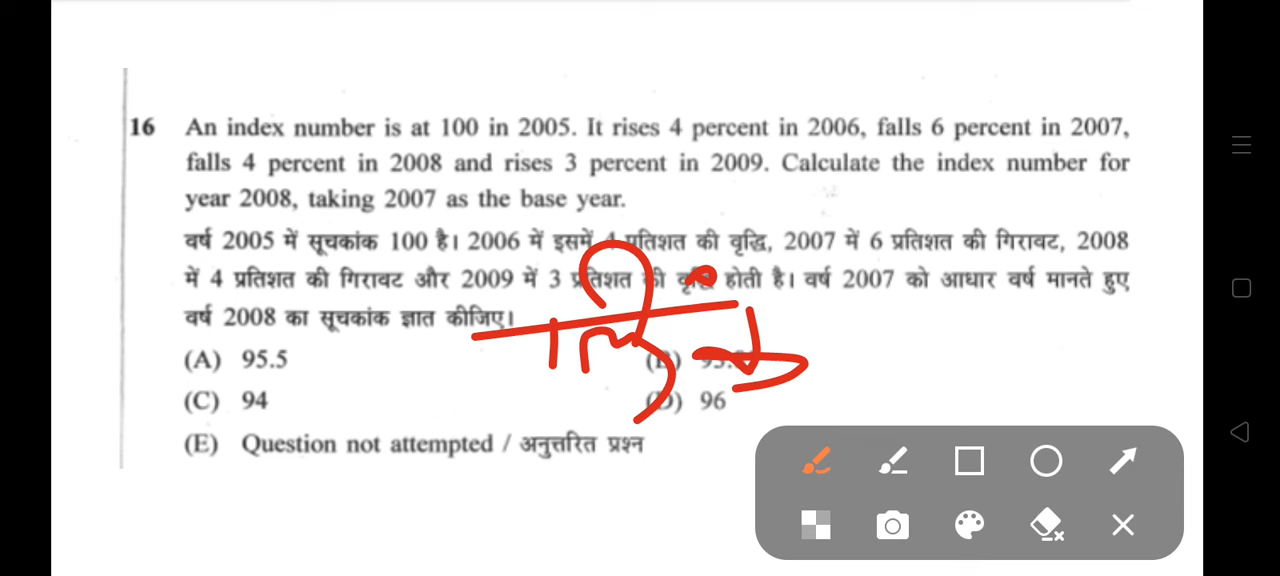 16 An index number is at 100 in 2005. It rises 4 percent in 2006, falls 6 percent in 2007,
falls 4 percent in 2008 and rises 3 percent in 2009. Calculate the index number for
year 2008, taking 2007 as the base year.
वर्ष 2005 में सूचकांक 100 है। 2006 में इसमें 4 प्रतिशत की वृद्धि, 2007 में 6 प्रतिशत की गिरावट, 2008
में 4 प्रतिशत की गिरावट और 2009 में 3 प्रतिशत की वृद्धि होती है। वर्ष 2007 को आधार वर्ष मानते हुए
वर्ष 2008 का सूचकांक ज्ञात कीजिए।
(A) 95.5 (B)
(C) 94 (D) 96
(E) Question not attempted / अनुत्तरित प्रश्न